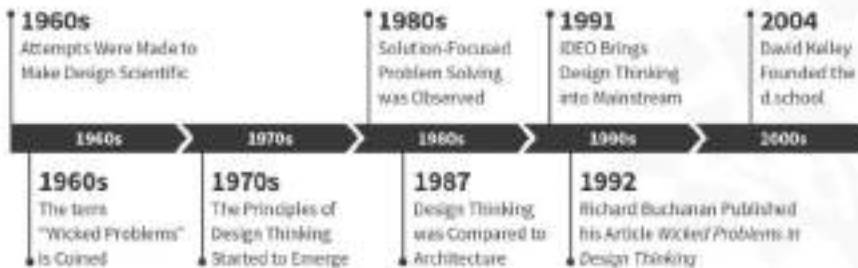 1960s
Attempts Were Made to
Make Design Scientific
1980s
Solution-Focused
Problem Solving
was Observed
1991
IDEO Brings
Design Thinking
into Mainstream
2004
David Kelley
Founded the
d.school
1960s
1970s
1980s
1990s
2000s
1960s
The term
"Wicked Problems"
is Coined
1970s
The Principles of
Design Thinking
Started to Emerge
1987
Design Thinking
was Compared to
Architecture
1992
Richard Buchanan Published
his Article Wicked Problems in
Design Thinking